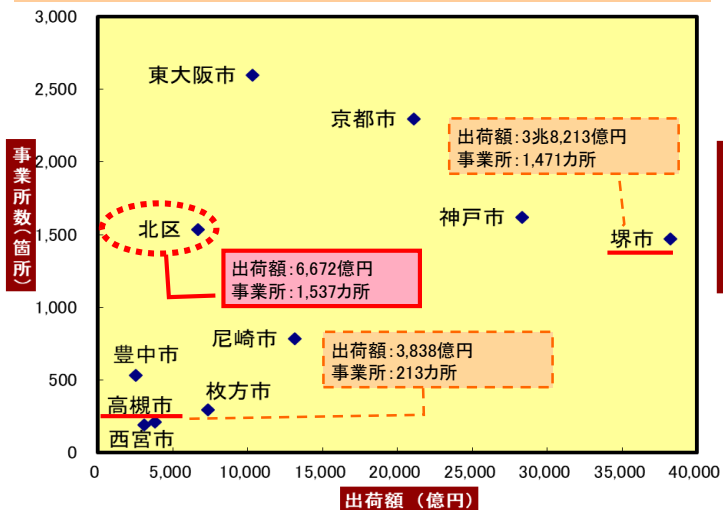 3,000
2,500
2,000
1,500
1,000
500
0
事業所数(箇所)
東大阪市
京都市
出荷額:3兆8,213億円
事業所:1,471カ所
神戸市
堺市
北区
出荷額:6,672億円
事業所:1,537カ所
尼崎市
豊中市
出荷額:3,838億円
事業所:213カ所
枚方市
高槻市
西宮市
0
5,000
10,000
15,000
20,000
25,000
30,000
35,000
40,000
出荷額 (億円)